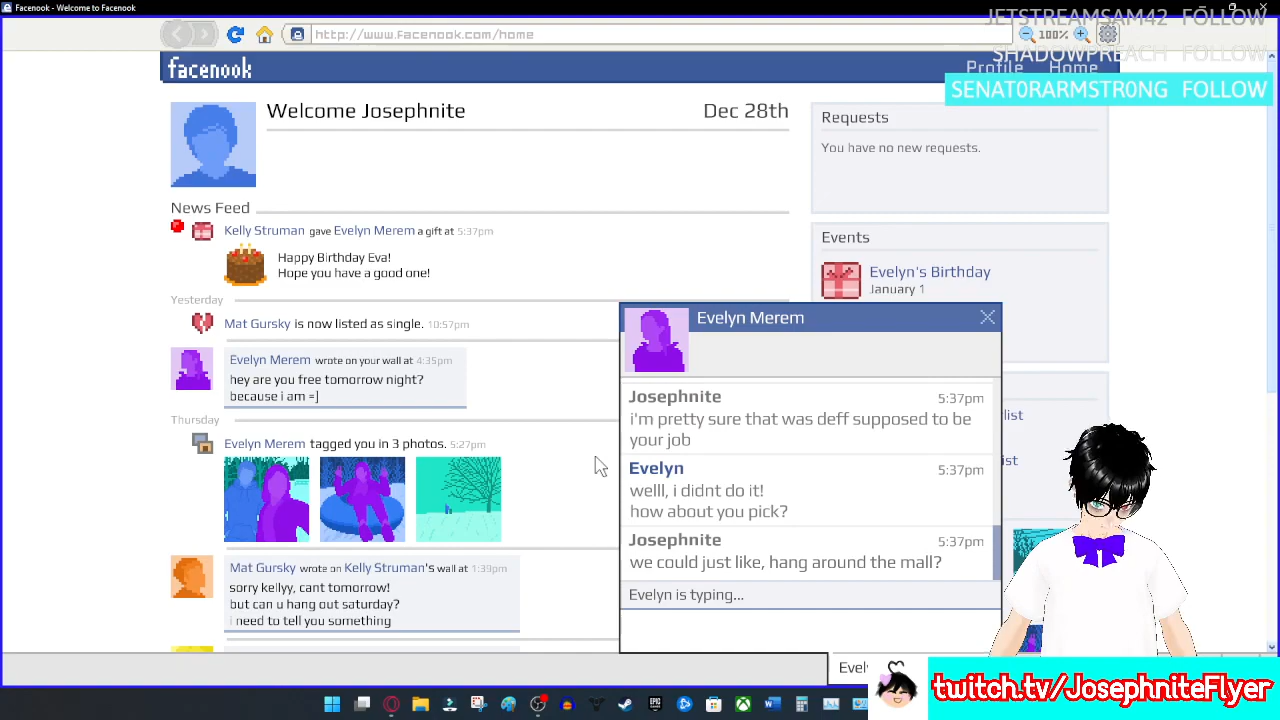 Facenook - Welcome to Facenook
JETSTREAMSAM42 FOLLOW
http://www.facenook.com/home
100%
SHADOWPREACH FOLLOW
facenook
Profile
Home
SENAT0RARMSTR0NG FOLLOW
Welcome Josephnite
Dec 28th
Requests
You have no new requests.
News Feed
Kelly Struman gave Evelyn Merem a gift at 5:37pm
Happy Birthday Eva!
Hope you have a good one!
Events
Evelyn's Birthday
January 1
Yesterday
Mat Gursky is now listed as single. 10:57pm
Evelyn Merem wrote on your wall at 4:35pm
hey are you free tomorrow night?
because i am =]
Thursday
Evelyn Merem tagged you in 3 photos. 5:27pm
Mat Gursky wrote on Kelly Struman's wall at 1:39pm
sorry kellyy, cant tomorrow!
but can u hang out saturday?
i need to tell you something
Evelyn Merem
Josephnite 5:37pm
i'm pretty sure that was deff supposed to be
your job
Evelyn 5:37pm
welll, i didnt do it!
how about you pick?
Josephnite 5:37pm
we could just like, hang around the mall?
Evelyn is typing...
list
ist
Evel
twitch.tv/JosephniteFlyer